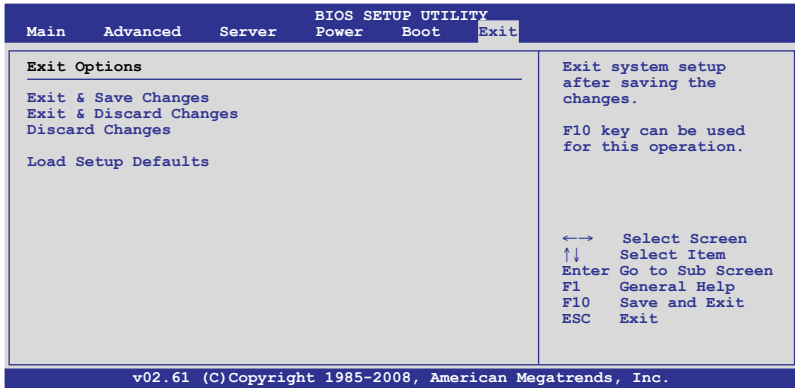 BIOS SETUP UTILITY
Main Advanced Server Power Boot Exit
Exit Options
Exit & Save Changes
Exit & Discard Changes
Discard Changes
Load Setup Defaults
Exit system setup
after saving the
changes.
F10 key can be used
for this operation.
←→ Select Screen
↑↓ Select Item
Enter Go to Sub Screen
F1 General Help
F10 Save and Exit
ESC Exit
v02.61 (C)Copyright 1985-2008, American Megatrends, Inc.